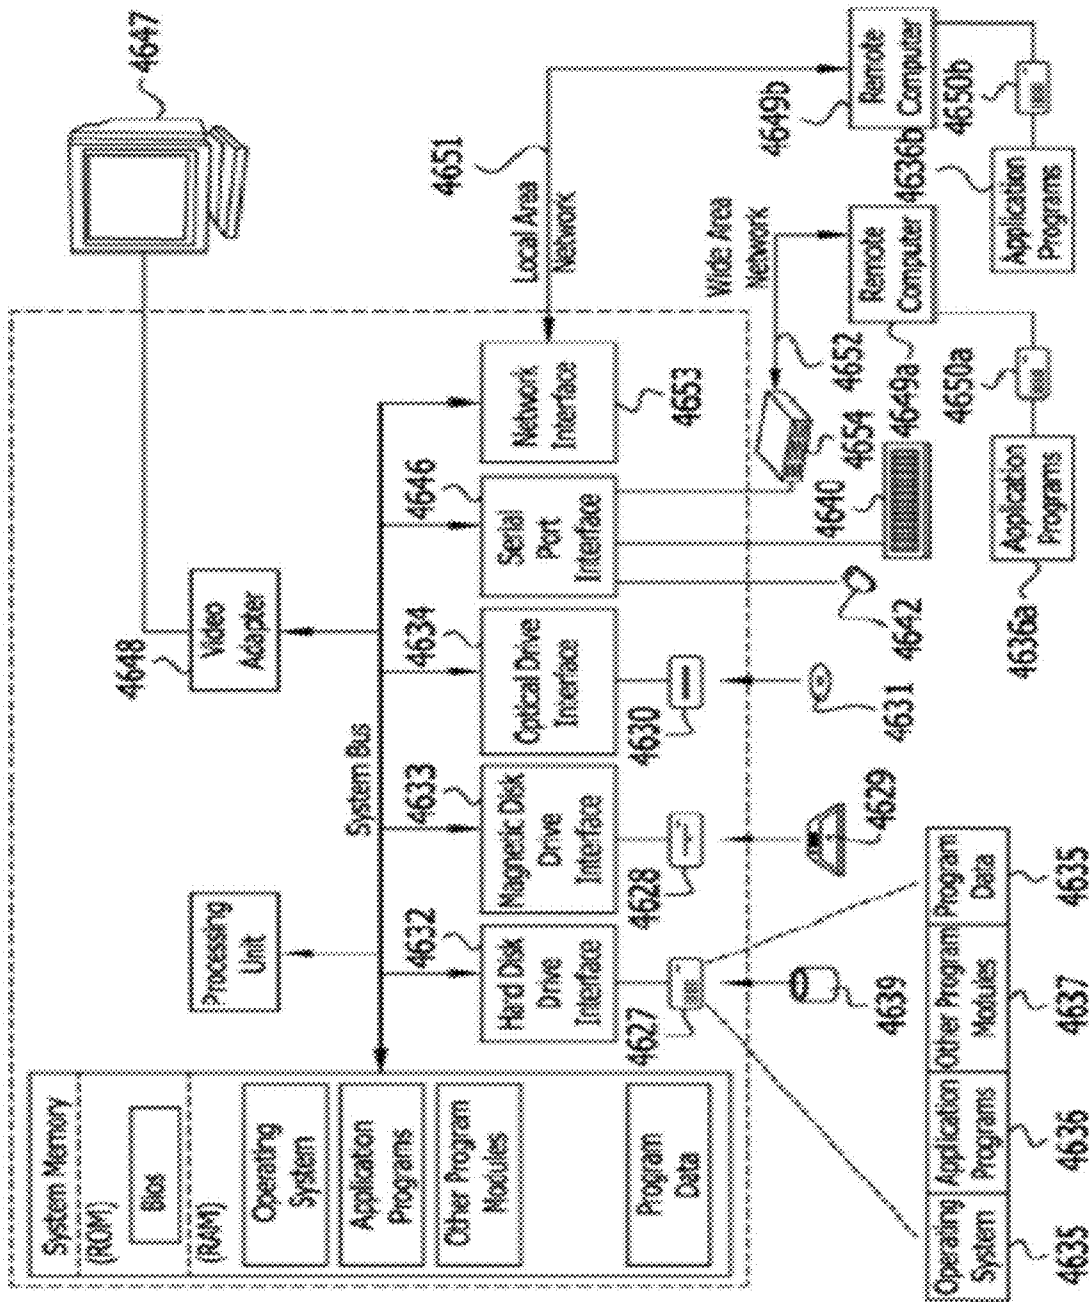 System Memory
(ROM)
Bios
(RAM)
Operating
System
Application
Programs
Other Program
Modules
Program
Data
Processing
Unit
4648
Video
Adapter
4647
System Bus
4632
4633
4634
4646
Hard Disk
Drive
Interface
Magnetic Disk
Drive
Interface
Optical Drive
Interface
Serial
Port
Interface
Network
Interface
4653
Local Area
Network
4651
4627
4628
4630
4639
4629
4631
4642
4640
4654
4652
Wide Area
Network
4649b
Remote
Computer
4649a
Remote
Computer
4636b
4650b
4650a
Application
Programs
Application
Programs
4636a
Operating
System
Application
Programs
Other Program
Modules
Program
Data
4635
4636
4637
4635